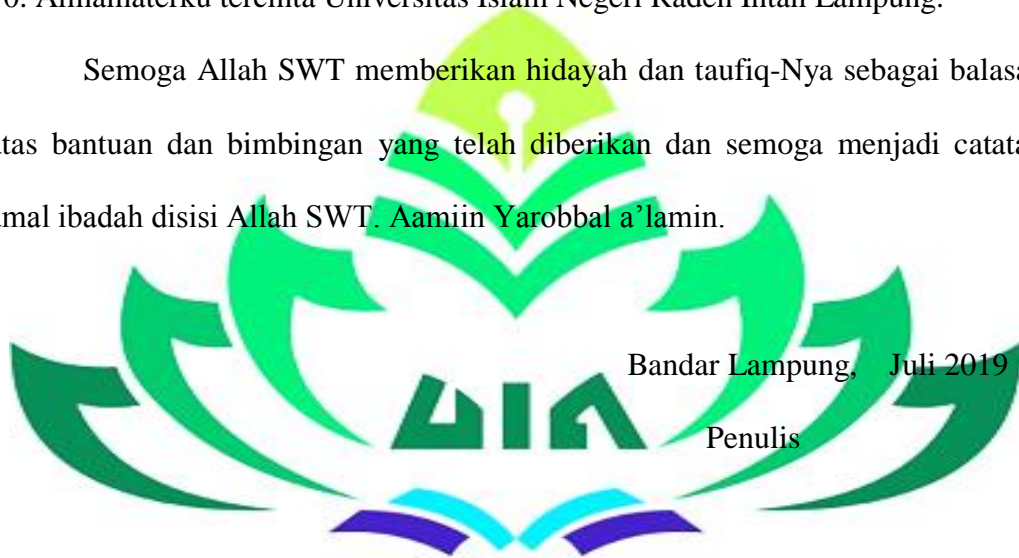 0. Almamaterku tercinta Universitas Islam Negeri Raden Intan Lampung.
Semoga Allah SWT memberikan hidayah dan taufiq-Nya sebagai balasa
atas bantuan dan bimbingan yang telah diberikan dan semoga menjadi catata
amal ibadah disisi Allah SWT. Aamiin Yarobbal a’lamin.
Bandar Lampung, Juli 2019
UIN
Penulis